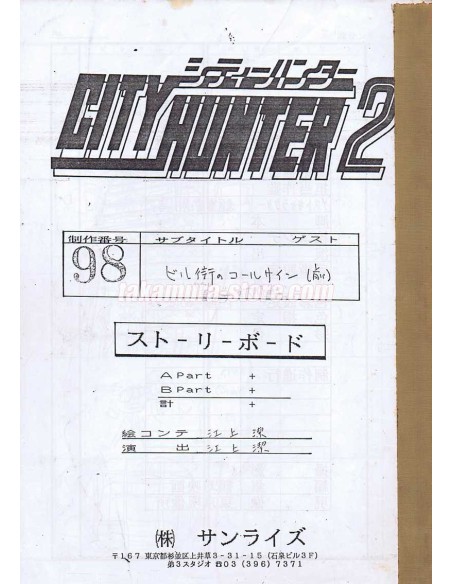 シティーハンター
CITY HUNTER 2
制作番号 サブタイトル ゲスト
98 ビル街のコールサイン (前)
takamura-store.com
ストーリーボード
A Part +
B Part +
計 +
絵コンテ 江上潔
演出 江上潔
㈱ サンライズ
〒167 東京都杉並区上井草3-31-15 (石泉ビル3F)
第3スタジオ ☎03 (396) 7371